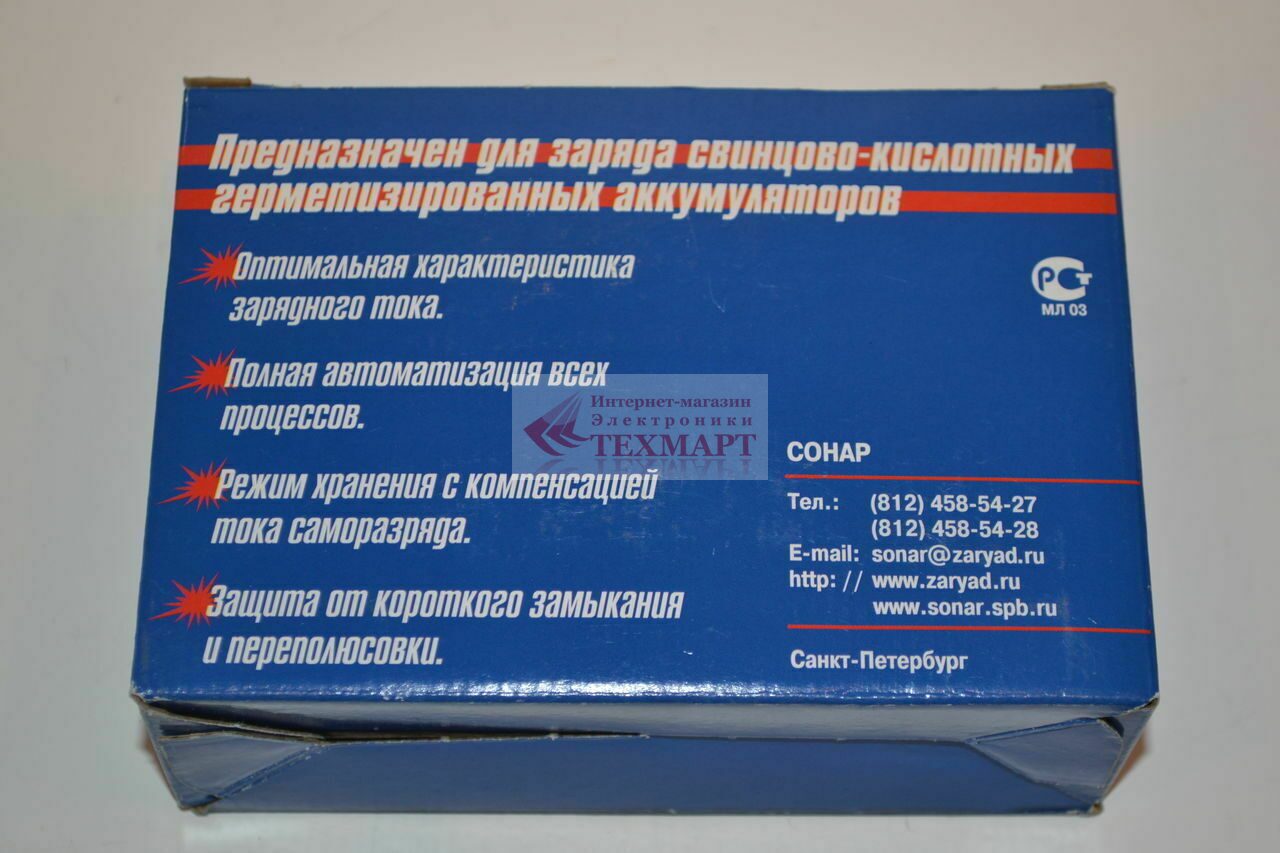 Предназначен для заряда свинцово-кислотных
герметизированных аккумуляторов
Оптимальная характеристика
зарядного тока.
Полная автоматизация всех
процессов.
Режим хранения с компенсацией
тока саморазряда.
Защита от короткого замыкания
и переполюсовки.
РСТ
МЛ 03
Интернет-магазин
Электроники
ТЕХМАРТ
СОНАР
Тел.: (812) 458-54-27
(812) 458-54-28
E-mail: sonar@zaryad.ru
http: // www.zaryad.ru
www.sonar.spb.ru
Санкт-Петербург